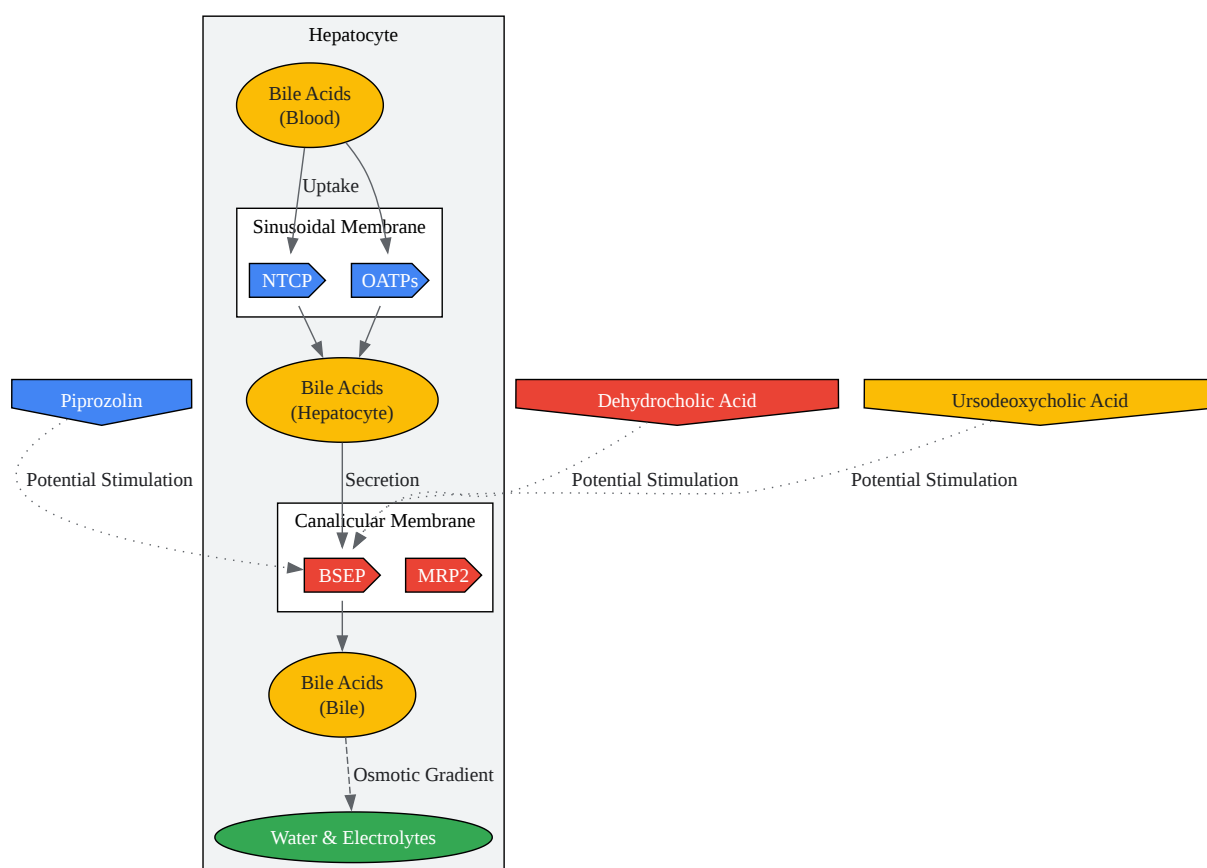 Hepatocyte
Bile Acids
(Blood)
Uptake
Sinusoidal Membrane
NTCP
OATPs
Bile Acids
(Hepatocyte)
Piprozolin
Dehydrocholic Acid
Ursodeoxycholic Acid
Potential Stimulation
Secretion
Potential Stimulation
Potential Stimulation
Canalicular Membrane
BSEP
MRP2
Bile Acids
(Bile)
Osmotic Gradient
Water & Electrolytes